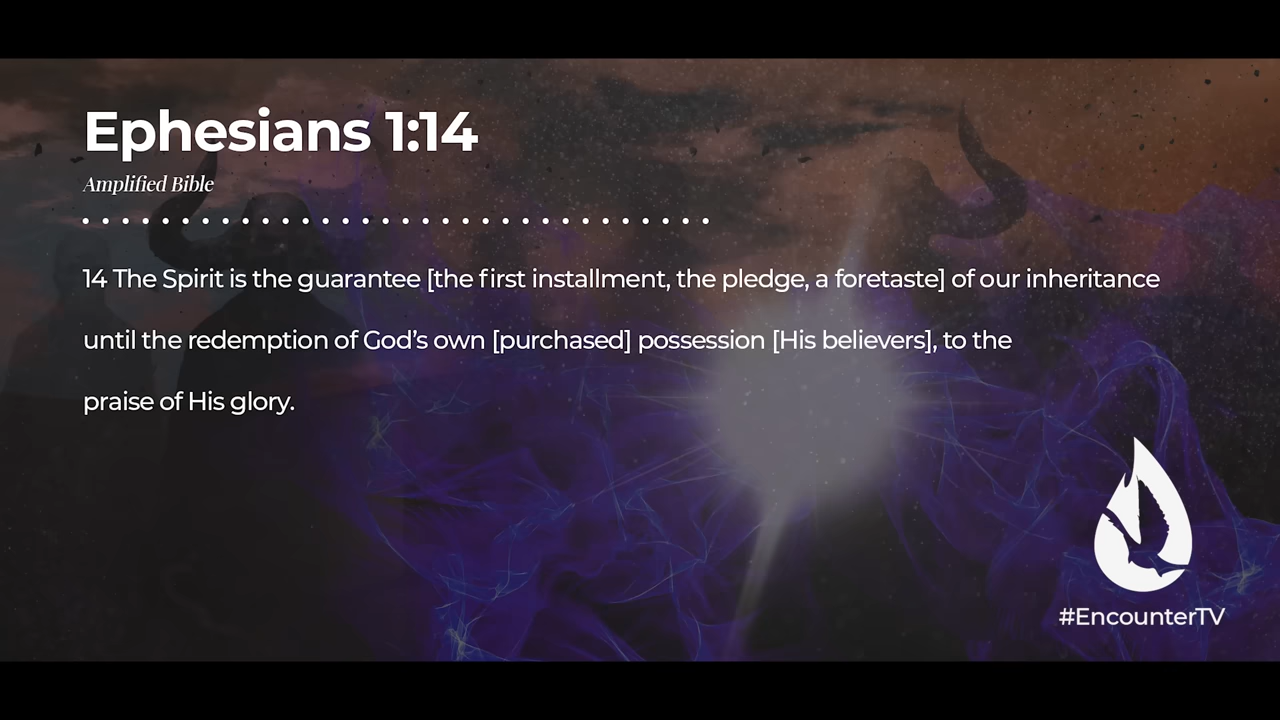 Ephesians 1:14
Amplified Bible
14 The Spirit is the guarantee [the first installment, the pledge, a foretaste] of our inheritance
until the redemption of God’s own [purchased] possession [His believers], to the
praise of His glory.
#EncounterTV